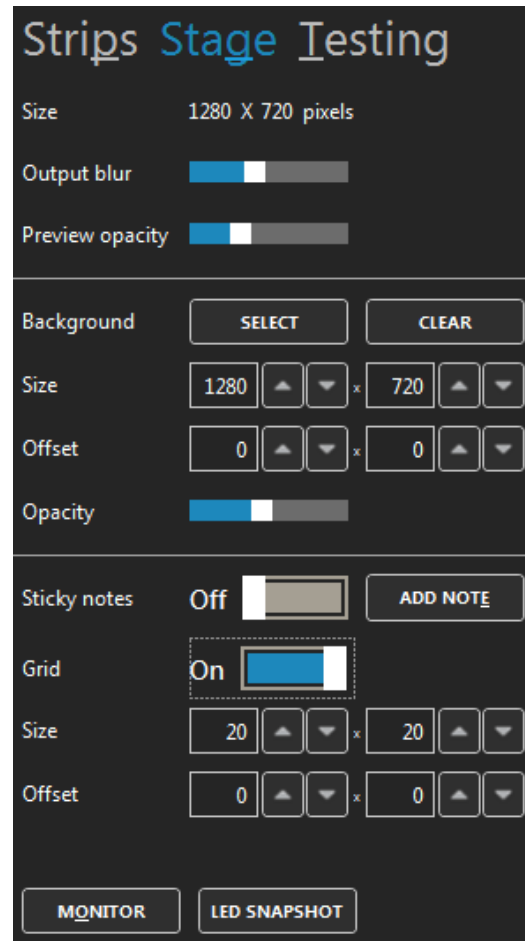 Strips Stage Testing
Size 1280 X 720 pixels
Output blur
Preview opacity
Background SELECT CLEAR
Size 1280 x 720
Offset 0 x 0
Opacity
Sticky notes Off ADD NOTE
Grid On
Size 20 x 20
Offset 0 x 0
MONITOR LED SNAPSHOT